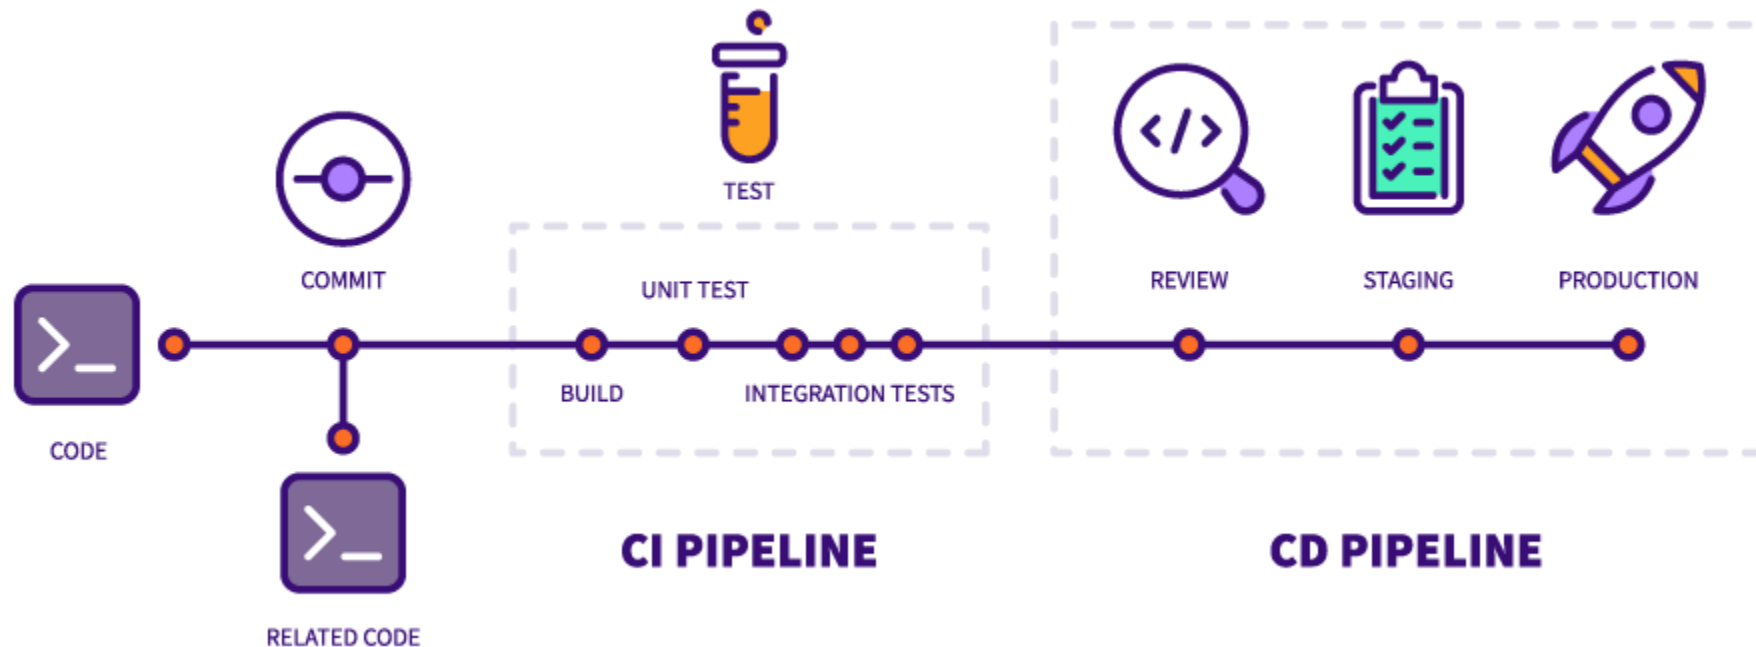 CODE
COMMIT
RELATED CODE
TEST
UNIT TEST
BUILD
INTEGRATION TESTS
CI PIPELINE
REVIEW
STAGING
PRODUCTION
CD PIPELINE